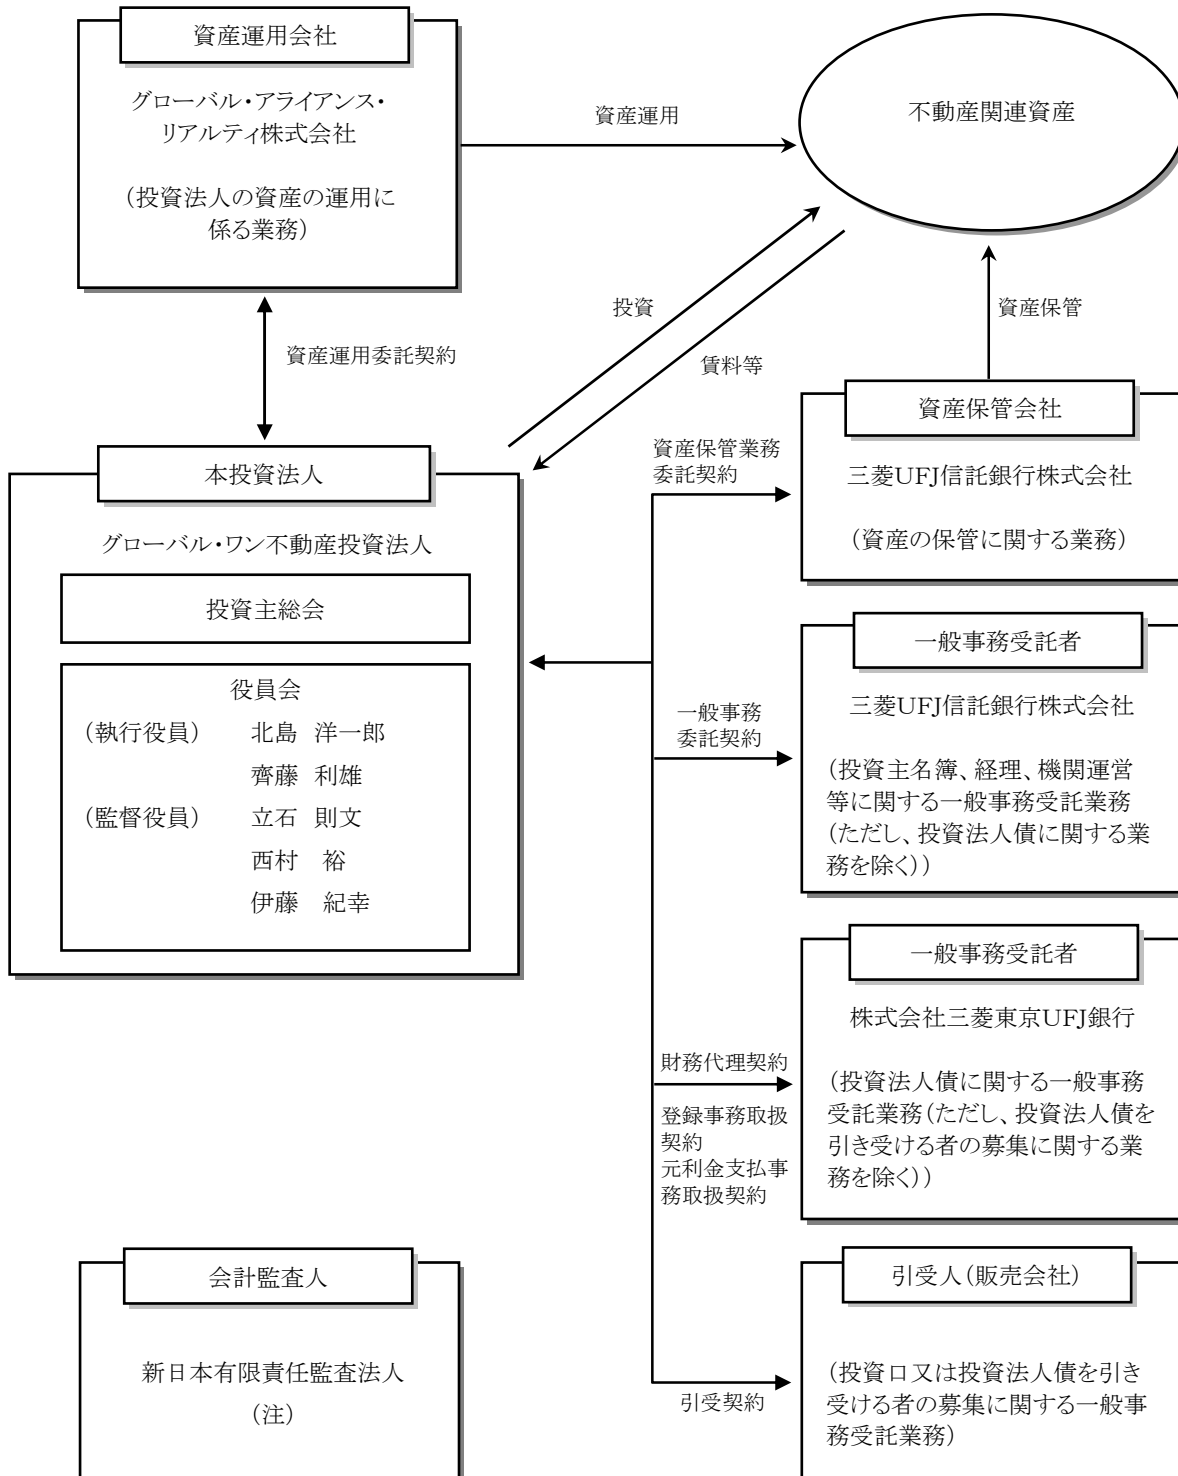 資産運用会社
グローバル・アライアンス・
リアルティ株式会社
（投資法人の資産の運用に
係る業務）
資産運用
不動産関連資産
投資
賃料等
資産保管
資産運用委託契約
本投資法人
グローバル・ワン不動産投資法人
投資主総会
役員会
（執行役員） 北島 洋一郎
齊藤 利雄
（監督役員） 立石 則文
西村 裕
伊藤 紀幸
資産保管業務
委託契約
資産保管会社
三菱UFJ信託銀行株式会社
（資産の保管に関する業務）
一般事務
委託契約
一般事務受託者
三菱UFJ信託銀行株式会社
（投資主名簿、経理、機関運営
等に関する一般事務受託業務
（ただし、投資法人債に関する業
務を除く））
財務代理契約
登録事務取扱
契約
元利金支払事
務取扱契約
一般事務受託者
株式会社三菱東京UFJ銀行
（投資法人債に関する一般事務
受託業務（ただし、投資法人債を
引き受ける者の募集に関する業
務を除く））
会計監査人
新日本有限責任監査法人
（注）
引受契約
引受人（販売会社）
（投資口又は投資法人債を引き
受ける者の募集に関する一般事
務受託業務）